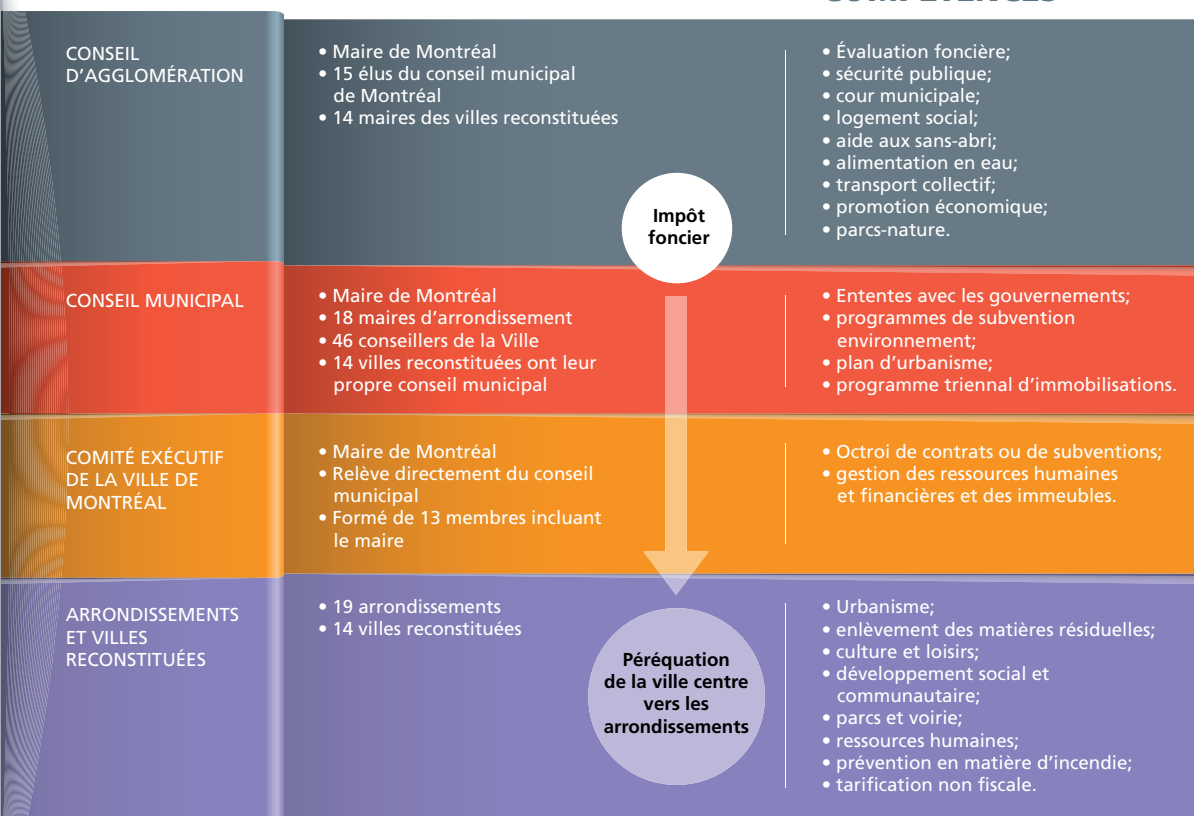 COMPÉTENCES
CONSEIL
D'AGGLOMÉRATION
• Maire de Montréal
• 15 élus du conseil municipal
de Montréal
• 14 maires des villes reconstituées
• Évaluation foncière;
• sécurité publique;
• cour municipale;
• logement social;
• aide aux sans-abri;
• alimentation en eau;
• transport collectif;
• promotion économique;
• parcs-nature.
Impôt
foncier
CONSEIL MUNICIPAL
• Maire de Montréal
• 18 maires d'arrondissement
• 46 conseillers de la Ville
• 14 villes reconstituées ont leur
propre conseil municipal
• Ententes avec les gouvernements;
• programmes de subvention
environnement;
• plan d'urbanisme;
• programme triennal d'immobilisations.
COMITÉ EXÉCUTIF
DE LA VILLE DE
MONTRÉAL
• Maire de Montréal
• Relève directement du conseil
municipal
• Formé de 13 membres incluant
le maire
• Octroi de contrats ou de subventions;
• gestion des ressources humaines
et financières et des immeubles.
ARRONDISSEMENTS
ET VILLES
RECONSTITUÉES
• 19 arrondissements
• 14 villes reconstituées
Péréquation
de la ville centre
vers les
arrondissements
• Urbanisme;
• enlèvement des matières résiduelles;
• culture et loisirs;
• développement social et
communautaire;
• parcs et voirie;
• ressources humaines;
• prévention en matière d'incendie;
• tarification non fiscale.